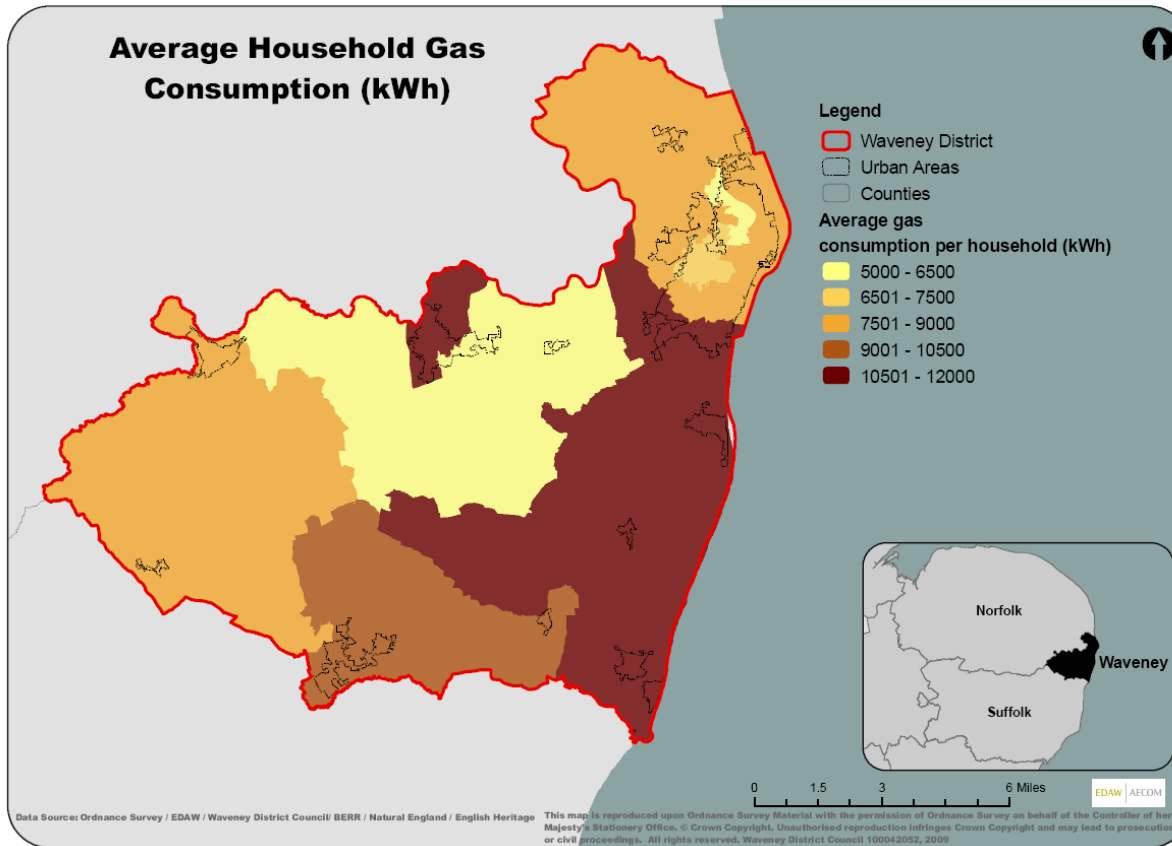 Average Household Gas
Consumption (kWh)
Legend
Waveney District
Urban Areas
Counties
Average gas
consumption per household (kWh)
5000 - 6500
6501 - 7500
7501 - 9000
9001 - 10500
10501 - 12000
Norfolk
Waveney
Suffolk
0 1.5 3 6 Miles
EDAW AECOM
Data Source: Ordnance Survey / EDAW / Waveney District Council/ BERR / Natural England / English Heritage
This map is reproduced upon Ordnance Survey Material with the permission of Ordnance Survey on behalf of the Controller of her
Majesty's Stationery Office. © Crown Copyright. Unauthorised reproduction infringes Crown Copyright and may lead to prosecution
or civil proceedings. All rights reserved. Waveney District Council 100042052, 2009